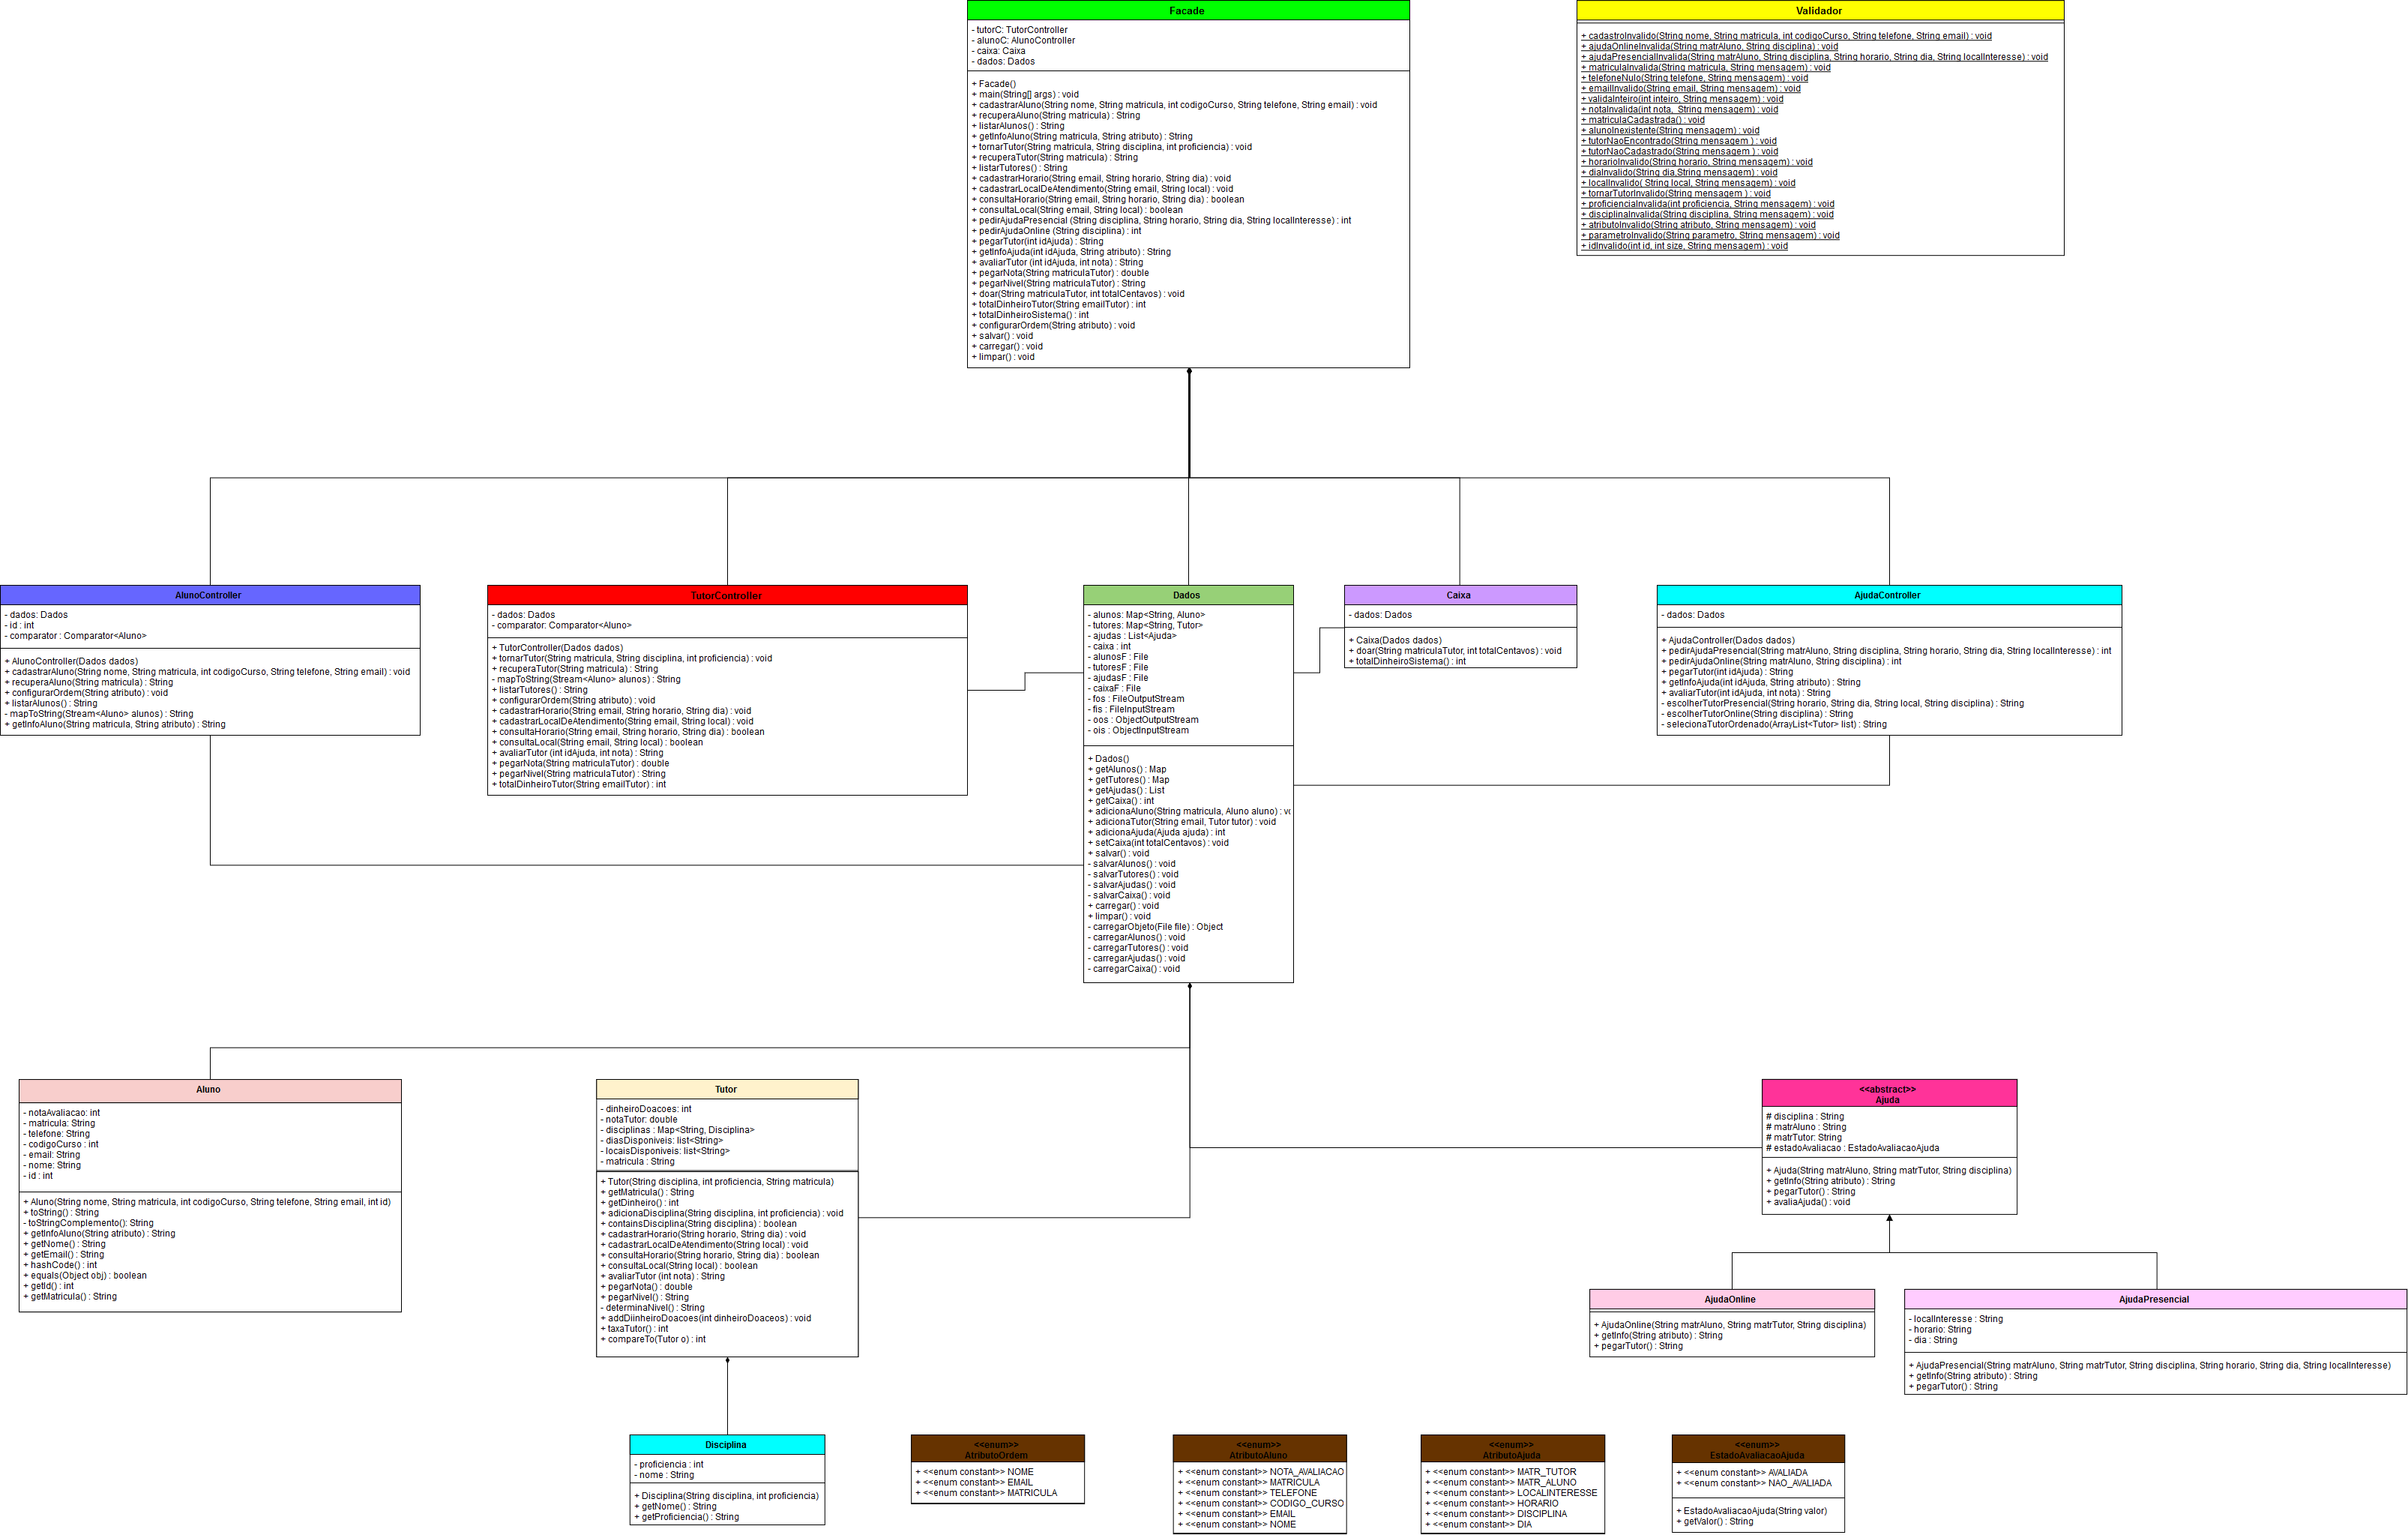 Facade
- tutorC: TutorController
- alunoC: AlunoController
- caixa: Caixa
- dados: Dados
+ Facade()
+ main(String[] args) : void
+ cadastrarAluno(String nome, String matricula, int codigoCurso, String telefone, String email) : void
+ recuperaAluno(String matricula) : String
+ listarAlunos() : String
+ getInfoAluno(String matricula, String atributo) : String
+ tornarTutor(String matricula, String disciplina, int proficiencia) : void
+ recuperaTutor(String matricula) : String
+ listarTutores() : String
+ cadastrarHorario(String email, String horario, String dia) : void
+ cadastrarLocalDeAtendimento(String email, String local) : void
+ consultaHorario(String email, String horario, String dia) : boolean
+ consultaLocal(String email, String local) : boolean
+ pedirAjudaPresencial (String disciplina, String horario, String dia, String localInteresse) : int
+ pedirAjudaOnline (String disciplina) : int
+ pegarTutor(int idAjuda) : String
+ getInfoAjuda(int idAjuda, String atributo) : String
+ avaliarTutor (int idAjuda, int nota) : String
+ pegarNota(String matriculaTutor) : double
+ pegarNivel(String matriculaTutor) : String
+ doar(String matriculaTutor, int totalCentavos) : void
+ totalDinheiroTutor(String emailTutor) : int
+ totalDinheiroSistema() : int
+ configurarOrdem(String atributo) : void
+ salvar() : void
+ carregar() : void
+ limpar() : void
Validador
+ cadastroInvalido(String nome, String matricula, int codigoCurso, String telefone, String email) : void
+ ajudaOnlineInvalida(String matrAluno, String disciplina) : void
+ ajudaPresencialInvalida(String matrAluno, String disciplina, String horario, String dia, String localInteresse) : void
+ matriculaInvalida(String matricula, String mensagem) : void
+ telefoneNulo(String telefone, String mensagem) : void
+ emailInvalido(String email, String mensagem) : void
+ validaInteiro(int inteiro, String mensagem) : void
+ notaInvalida(int nota,  String mensagem) : void
+ matriculaCadastrada() : void
+ alunoInexistente(String mensagem) : void
+ tutorNaoEncontrado(String mensagem ) : void
+ tutorNaoCadastrado(String mensagem ) : void
+ horarioInvalido(String horario, String mensagem) : void
+ diaInvalido(String dia,String mensagem) : void
+ localInvalido( String local, String mensagem) : void
+ tornarTutorInvalido(String mensagem ) : void
+ proficienciaInvalida(int proficiencia, String mensagem) : void
+ disciplinaInvalida(String disciplina, String mensagem) : void
+ atributoInvalido(String atributo, String mensagem) : void
+ parametroInvalido(String parametro, String mensagem) : void
+ idInvalido(int id, int size, String mensagem) : void
AlunoController
- dados: Dados
- id : int
- comparator : Comparator<Aluno>
+ AlunoController(Dados dados)
+ cadastrarAluno(String nome, String matricula, int codigoCurso, String telefone, String email) : void
+ recuperaAluno(String matricula) : String
+ configurarOrdem(String atributo) : void
+ listarAlunos() : String
- mapToString(Stream<Aluno> alunos) : String
+ getInfoAluno(String matricula, String atributo) : String
TutorController
- dados: Dados
- comparator: Comparator<Aluno>
+ TutorController(Dados dados)
+ tornarTutor(String matricula, String disciplina, int proficiencia) : void
+ recuperaTutor(String matricula) : String
- mapToString(Stream<Aluno> alunos) : String
+ listarTutores() : String
+ configurarOrdem(String atributo) : void
+ cadastrarHorario(String email, String horario, String dia) : void
+ cadastrarLocalDeAtendimento(String email, String local) : void
+ consultaHorario(String email, String horario, String dia) : boolean
+ consultaLocal(String email, String local) : boolean
+ avaliarTutor (int idAjuda, int nota) : String
+ pegarNota(String matriculaTutor) : double
+ pegarNivel(String matriculaTutor) : String
+ totalDinheiroTutor(String emailTutor) : int
Dados
- alunos: Map<String, Aluno>
- tutores: Map<String, Tutor>
- ajudas : List<Ajuda>
- caixa : int
- alunosF : File
- tutoresF : File
- ajudasF : File
- caixaF : File
- fos : FileOutputStream
- fis : FileInputStream
- oos : ObjectOutputStream
- ois : ObjectInputStream
+ Dados()
+ getAlunos() : Map
+ getTutores() : Map
+ getAjudas() : List
+ getCaixa() : int
+ adicionaAluno(String matricula, Aluno aluno) : vo
+ adicionaTutor(String email, Tutor tutor) : void
+ adicionaAjuda(Ajuda ajuda) : int
+ setCaixa(int totalCentavos) : void
+ salvar() : void
- salvarAlunos() : void
- salvarTutores() : void
- salvarAjudas() : void
- salvarCaixa() : void
+ carregar() : void
+ limpar() : void
- carregarObjeto(File file) : Object
- carregarAlunos() : void
- carregarTutores() : void
- carregarAjudas() : void
- carregarCaixa() : void
Caixa
- dados: Dados
+ Caixa(Dados dados)
+ doar(String matriculaTutor, int totalCentavos) : void
+ totalDinheiroSistema() : int
AjudaController
- dados: Dados
+ AjudaController(Dados dados)
+ pedirAjudaPresencial(String matrAluno, String disciplina, String horario, String dia, String localInteresse) : int
+ pedirAjudaOnline(String matrAluno, String disciplina) : int
+ pegarTutor(int idAjuda) : String
+ getInfoAjuda(int idAjuda, String atributo) : String
+ avaliarTutor(int idAjuda, int nota) : String
- escolherTutorPresencial(String horario, String dia, String local, String disciplina) : String
- escolherTutorOnline(String disciplina) : String
- selecionaTutorOrdenado(ArrayList<Tutor> list) : String
Aluno
- notaAvaliacao: int
- matricula: String
- telefone: String
- codigoCurso : int
- email: String
- nome: String
- id : int
+ Aluno(String nome, String matricula, int codigoCurso, String telefone, String email, int id)
+ toString() : String
- toStringComplemento(): String
+ getInfoAluno(String atributo) : String
+ getNome() : String
+ getEmail() : String
+ hashCode() : int
+ equals(Object obj) : boolean
+ getId() : int
+ getMatricula() : String
Tutor
- dinheiroDoacoes: int
- notaTutor: double
- disciplinas : Map<String, Disciplina>
- diasDisponiveis: list<String>
- locaisDisponiveis: list<String>
- matricula : String
+ Tutor(String disciplina, int proficiencia, String matricula)
+ getMatricula() : String
+ getDinheiro() : int
+ adicionaDisciplina(String disciplina, int proficiencia) : void
+ containsDisciplina(String disciplina) : boolean
+ cadastrarHorario(String horario, String dia) : void
+ cadastrarLocalDeAtendimento(String local) : void
+ consultaHorario(String horario, String dia) : boolean
+ consultaLocal(String local) : boolean
+ avaliarTutor (int nota) : String
+ pegarNota() : double
+ pegarNivel() : String
- determinaNivel() : String
+ addDiinheiroDoacoes(int dinheiroDoaceos) : void
+ taxaTutor() : int
+ compareTo(Tutor o) : int
<<abstract>>
Ajuda
# disciplina : String
# matrAluno : String
# matrTutor: String
# estadoAvaliacao : EstadoAvaliacaoAjuda
+ Ajuda(String matrAluno, String matrTutor, String disciplina)
+ getInfo(String atributo) : String
+ pegarTutor() : String
+ avaliaAjuda() : void
AjudaOnline
+ AjudaOnline(String matrAluno, String matrTutor, String disciplina)
+ getInfo(String atributo) : String
+ pegarTutor() : String
AjudaPresencial
- localInteresse : String
- horario: String
- dia : String
+ AjudaPresencial(String matrAluno, String matrTutor, String disciplina, String horario, String dia, String localInteresse)
+ getInfo(String atributo) : String
+ pegarTutor() : String
Disciplina
- proficiencia : int
- nome : String
+ Disciplina(String disciplina, int proficiencia)
+ getNome() : String
+ getProficiencia() : String
<<enum>>
AtributoOrdem
+ <<enum constant>> NOME
+ <<enum constant>> EMAIL
+ <<enum constant>> MATRICULA
<<enum>>
AtributoAluno
+ <<enum constant>> NOTA_AVALIACAO
+ <<enum constant>> MATRICULA
+ <<enum constant>> TELEFONE
+ <<enum constant>> CODIGO_CURSO
+ <<enum constant>> EMAIL
+ <<enum constant>> NOME
<<enum>>
AtributoAjuda
+ <<enum constant>> MATR_TUTOR
+ <<enum constant>> MATR_ALUNO
+ <<enum constant>> LOCALINTERESSE
+ <<enum constant>> HORARIO
+ <<enum constant>> DISCIPLINA
+ <<enum constant>> DIA
<<enum>>
EstadoAvaliacaoAjuda
+ <<enum constant>> AVALIADA
+ <<enum constant>> NAO_AVALIADA
+ EstadoAvaliacaoAjuda(String valor)
+ getValor() : String